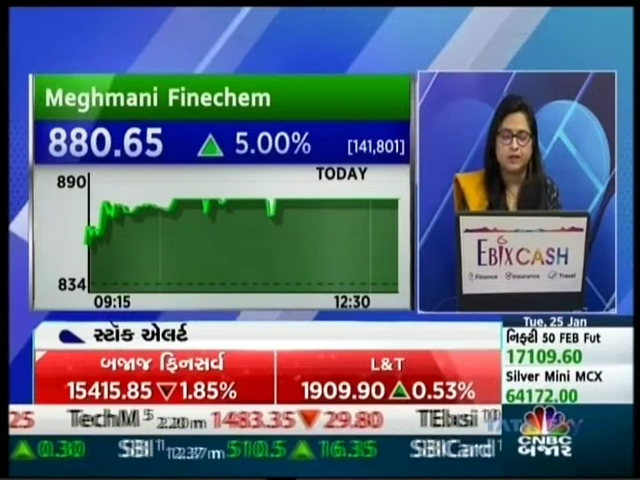 Meghmani Finechem
880.65 ▲ 5.00% [141,801]
TODAY
890
834
09:15 12:30
EBIXCASH
Finance Insurance Travel
સ્ટૉક એલર્ટ
બજાજ ફિનસર્વ
15415.85 ▼ 1.85%
L&T
1909.90 ▲ 0.53%
Tue, 25 Jan
નિફ્ટી 50 FEB Fut
17109.60
Silver Mini MCX
64172.00
25 TechM 1483.35 ▼ 29.80 TElxsi
▲ 0.30 SBI 510.5 ▲ 16.35 SBICard
CNBC
બજાર